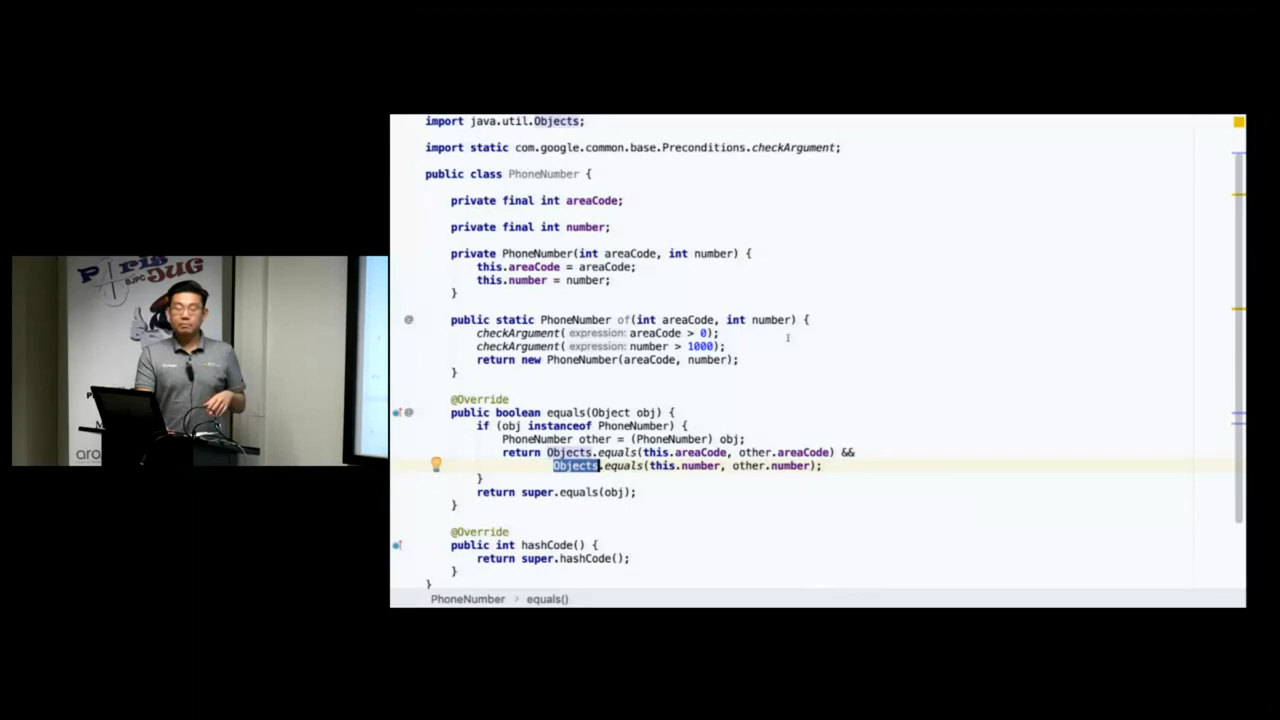 Paris
JUG
BJPC
import java.util.Objects;
import static com.google.common.base.Preconditions.checkArgument;
public class PhoneNumber {
private final int areaCode;
private final int number;
private PhoneNumber(int areaCode, int number) {
this.areaCode = areaCode;
this.number = number;
}
@ public static PhoneNumber of(int areaCode, int number) {
checkArgument( expression: areaCode > 0);
checkArgument( expression: number > 1000);
return new PhoneNumber(areaCode, number);
}
@Override
@ public boolean equals(Object obj) {
if (obj instanceof PhoneNumber) {
PhoneNumber other = (PhoneNumber) obj;
return Objects.equals(this.areaCode, other.areaCode) &&
Objects.equals(this.number, other.number);
}
return super.equals(obj);
}
@Override
public int hashCode() {
return super.hashCode();
}
}
PhoneNumber > equals()